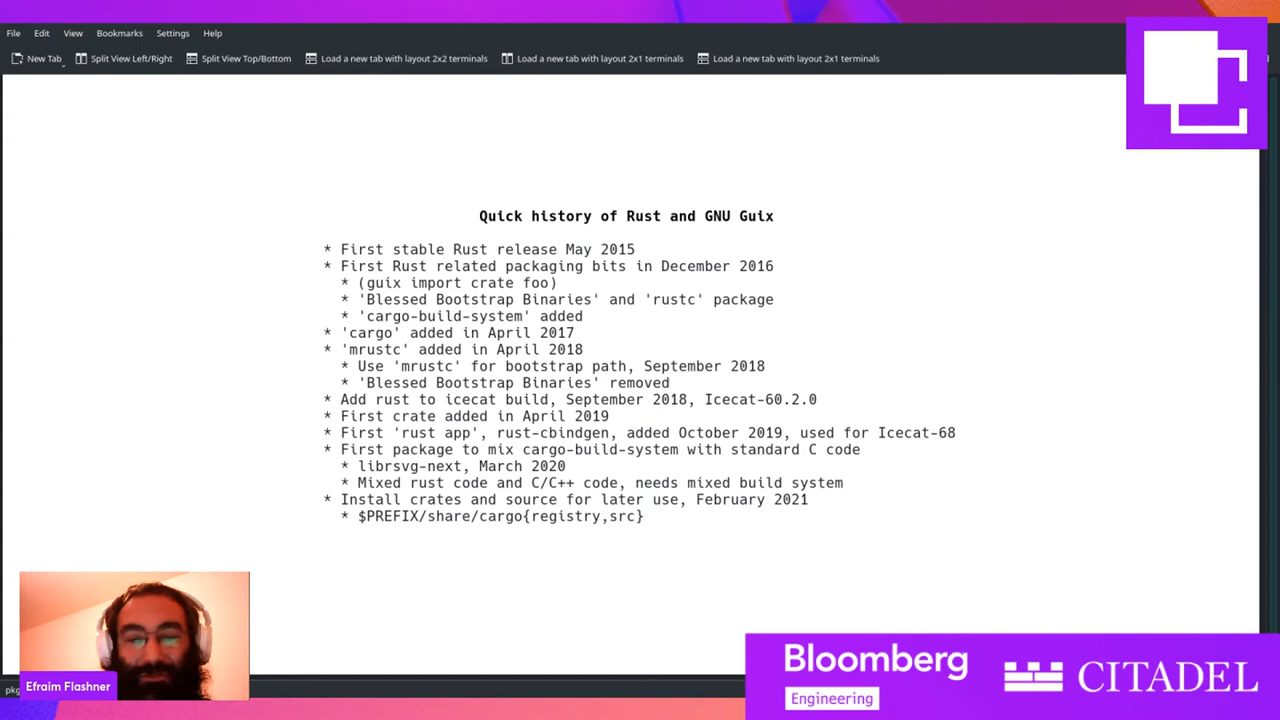 File Edit View Bookmarks Settings Help
New Tab Split View Left/Right Split View Top/Bottom Load a new tab with layout 2x2 terminals Load a new tab with layout 2x1 terminals Load a new tab with layout 2x1 terminals
Quick history of Rust and GNU Guix
* First stable Rust release May 2015
* First Rust related packaging bits in December 2016
* (guix import crate foo)
* 'Blessed Bootstrap Binaries' and 'rustc' package
* 'cargo-build-system' added
* 'cargo' added in April 2017
* 'mrustc' added in April 2018
* Use 'mrustc' for bootstrap path, September 2018
* 'Blessed Bootstrap Binaries' removed
* Add rust to icecat build, September 2018, Icecat-60.2.0
* First crate added in April 2019
* First 'rust app', rust-cbindgen, added October 2019, used for Icecat-68
* First package to mix cargo-build-system with standard C code
* librsvg-next, March 2020
* Mixed rust code and C/C++ code, needs mixed build system
* Install crates and source for later use, February 2021
* $PREFIX/share/cargo{registry,src}
Efraim Flashner
Bloomberg
Engineering
CITADEL